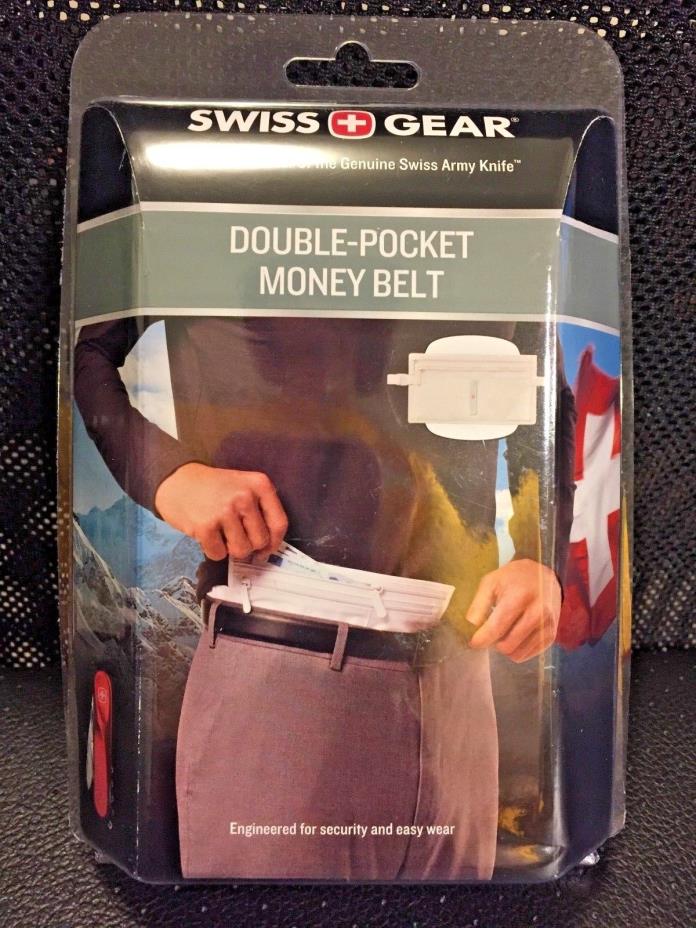 SWISS GEAR®
of the Genuine Swiss Army Knife™
DOUBLE-POCKET
MONEY BELT
Engineered for security and easy wear